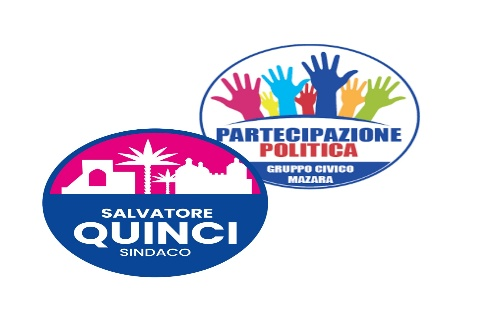 PARTECIPAZIONE
POLITICA
GRUPPO CIVICO
MAZARA
SALVATORE
QUINCI
SINDACO